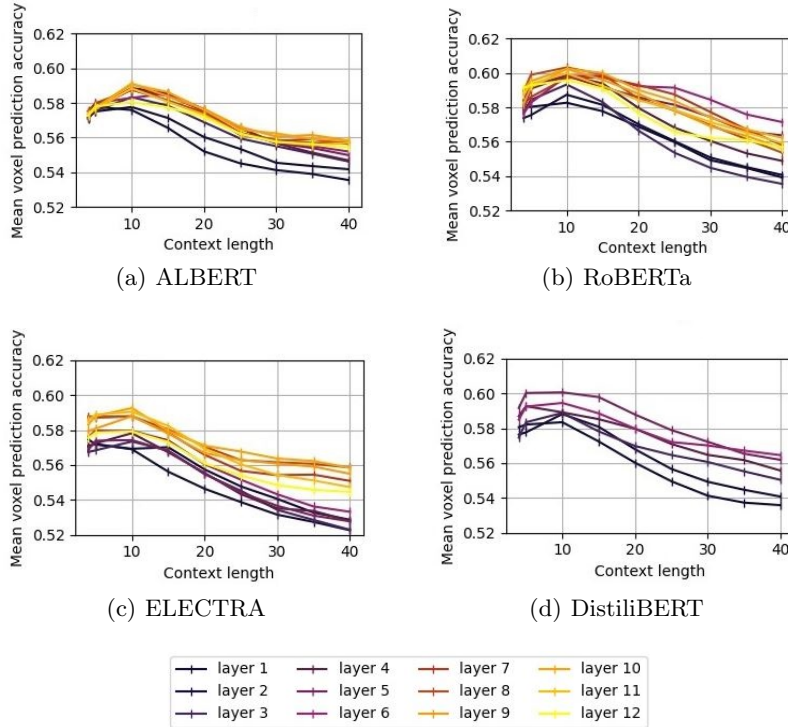 Mean voxel prediction accuracy
0.62
0.60
0.58
0.56
0.54
0.52
10 20 30 40
Context length
(a) ALBERT
Mean voxel prediction accuracy
0.62
0.60
0.58
0.56
0.54
0.52
10 20 30 40
Context length
(b) RoBERTa
Mean voxel prediction accuracy
0.62
0.60
0.58
0.56
0.54
0.52
10 20 30 40
Context length
(c) ELECTRA
Mean voxel prediction accuracy
0.62
0.60
0.58
0.56
0.54
0.52
10 20 30 40
Context length
(d) DistiliBERT
layer 1 layer 4 layer 7 layer 10
layer 2 layer 5 layer 8 layer 11
layer 3 layer 6 layer 9 layer 12